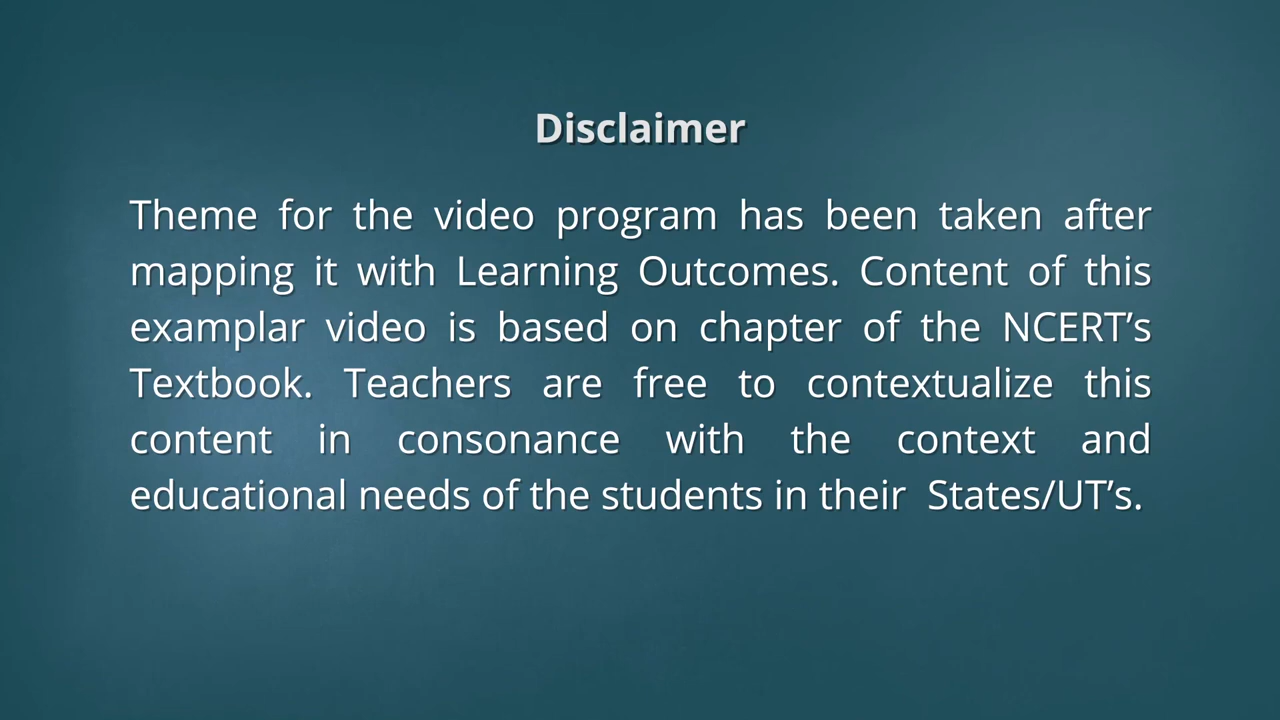 Disclaimer
Theme for the video program has been taken after
mapping it with Learning Outcomes. Content of this
examplar video is based on chapter of the NCERT’s
Textbook. Teachers are free to contextualize this
content in consonance with the context and
educational needs of the students in their  States/UT’s.